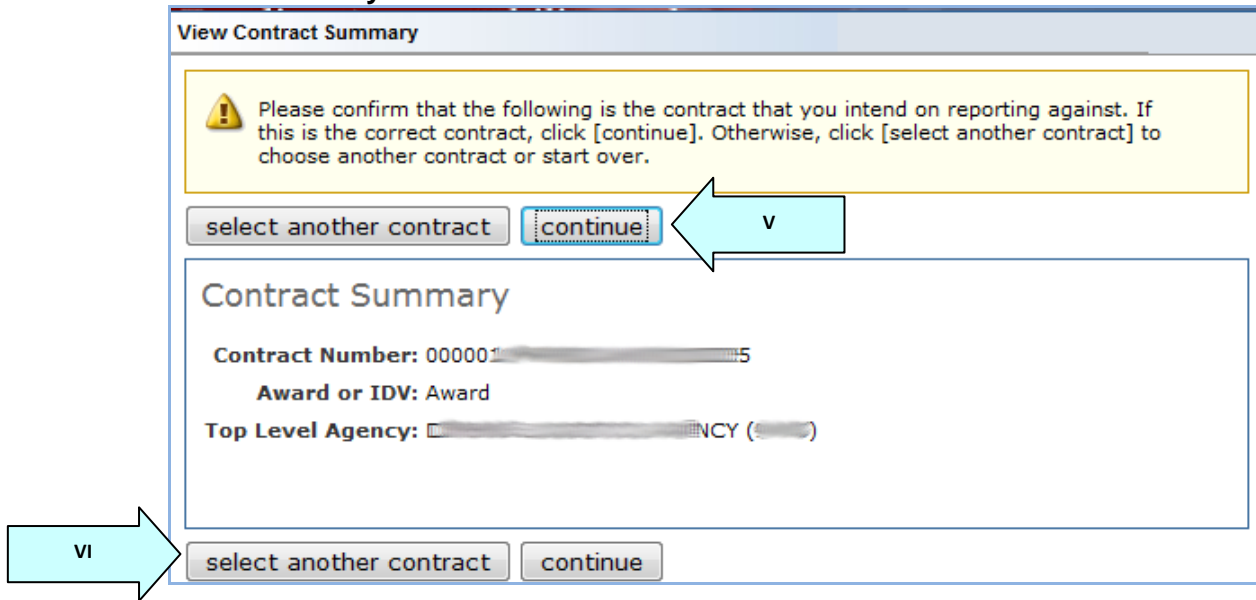 View Contract Summary
Please confirm that the following is the contract that you intend on reporting against. If
this is the correct contract, click [continue]. Otherwise, click [select another contract] to
choose another contract or start over.
select another contract continue V
Contract Summary
Contract Number: 000001 5
Award or IDV: Award
Top Level Agency: NCY ( )
VI select another contract continue